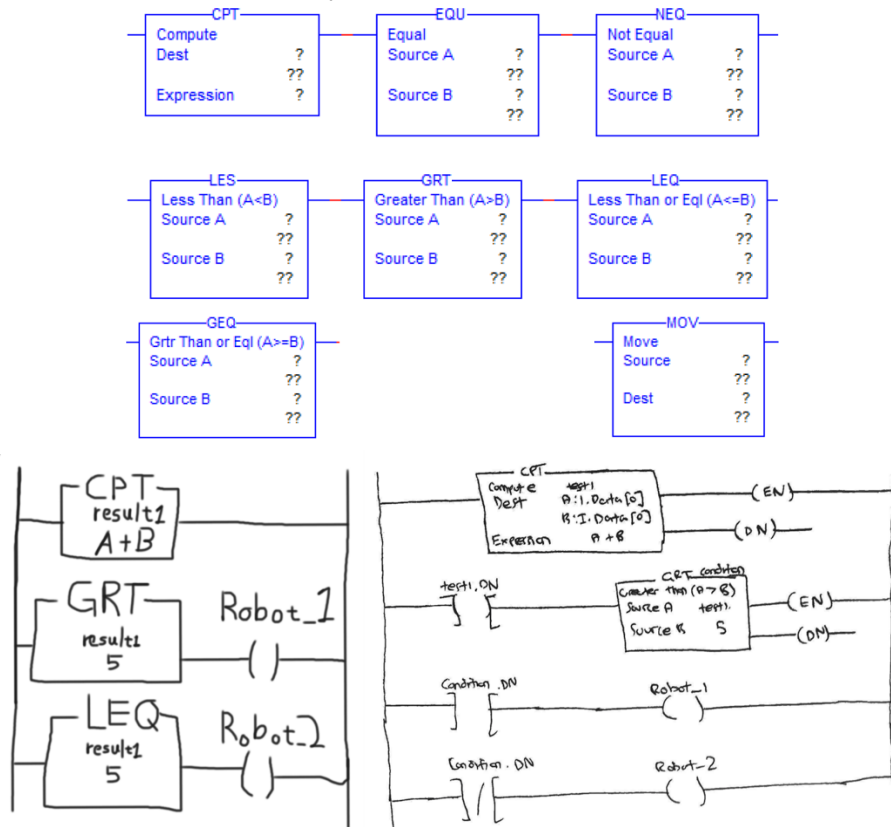 CPT
Compute
Dest ?
??
Expression ?
EQU
Equal
Source A ?
??
Source B ?
??
NEQ
Not Equal
Source A ?
??
Source B ?
??
LES
Less Than (A<B)
Source A ?
??
Source B ?
??
GRT
Greater Than (A>B)
Source A ?
??
Source B ?
??
LEQ
Less Than or Eql (A<=B)
Source A ?
??
Source B ?
??
GEQ
Grtr Than or Eql (A>=B)
Source A ?
??
Source B ?
??
MOV
Move
Source ?
??
Dest ?
??
CPT
result1
A+B
GRT
result1
5
Robot_1
( )
LEQ
result1
5
Robot_2
( )
CPT
Compute test1
Dest A:I.Data[0]
B:I.Data[0]
Expression A+B
(EN)
(DN)
test1.DN
GRT condition
Greater than (A>B)
Source A test1.
Source B 5
(EN)
(DN)
Condition.DN
Robot_1
( )
Condition.DN
Robot_2
( )